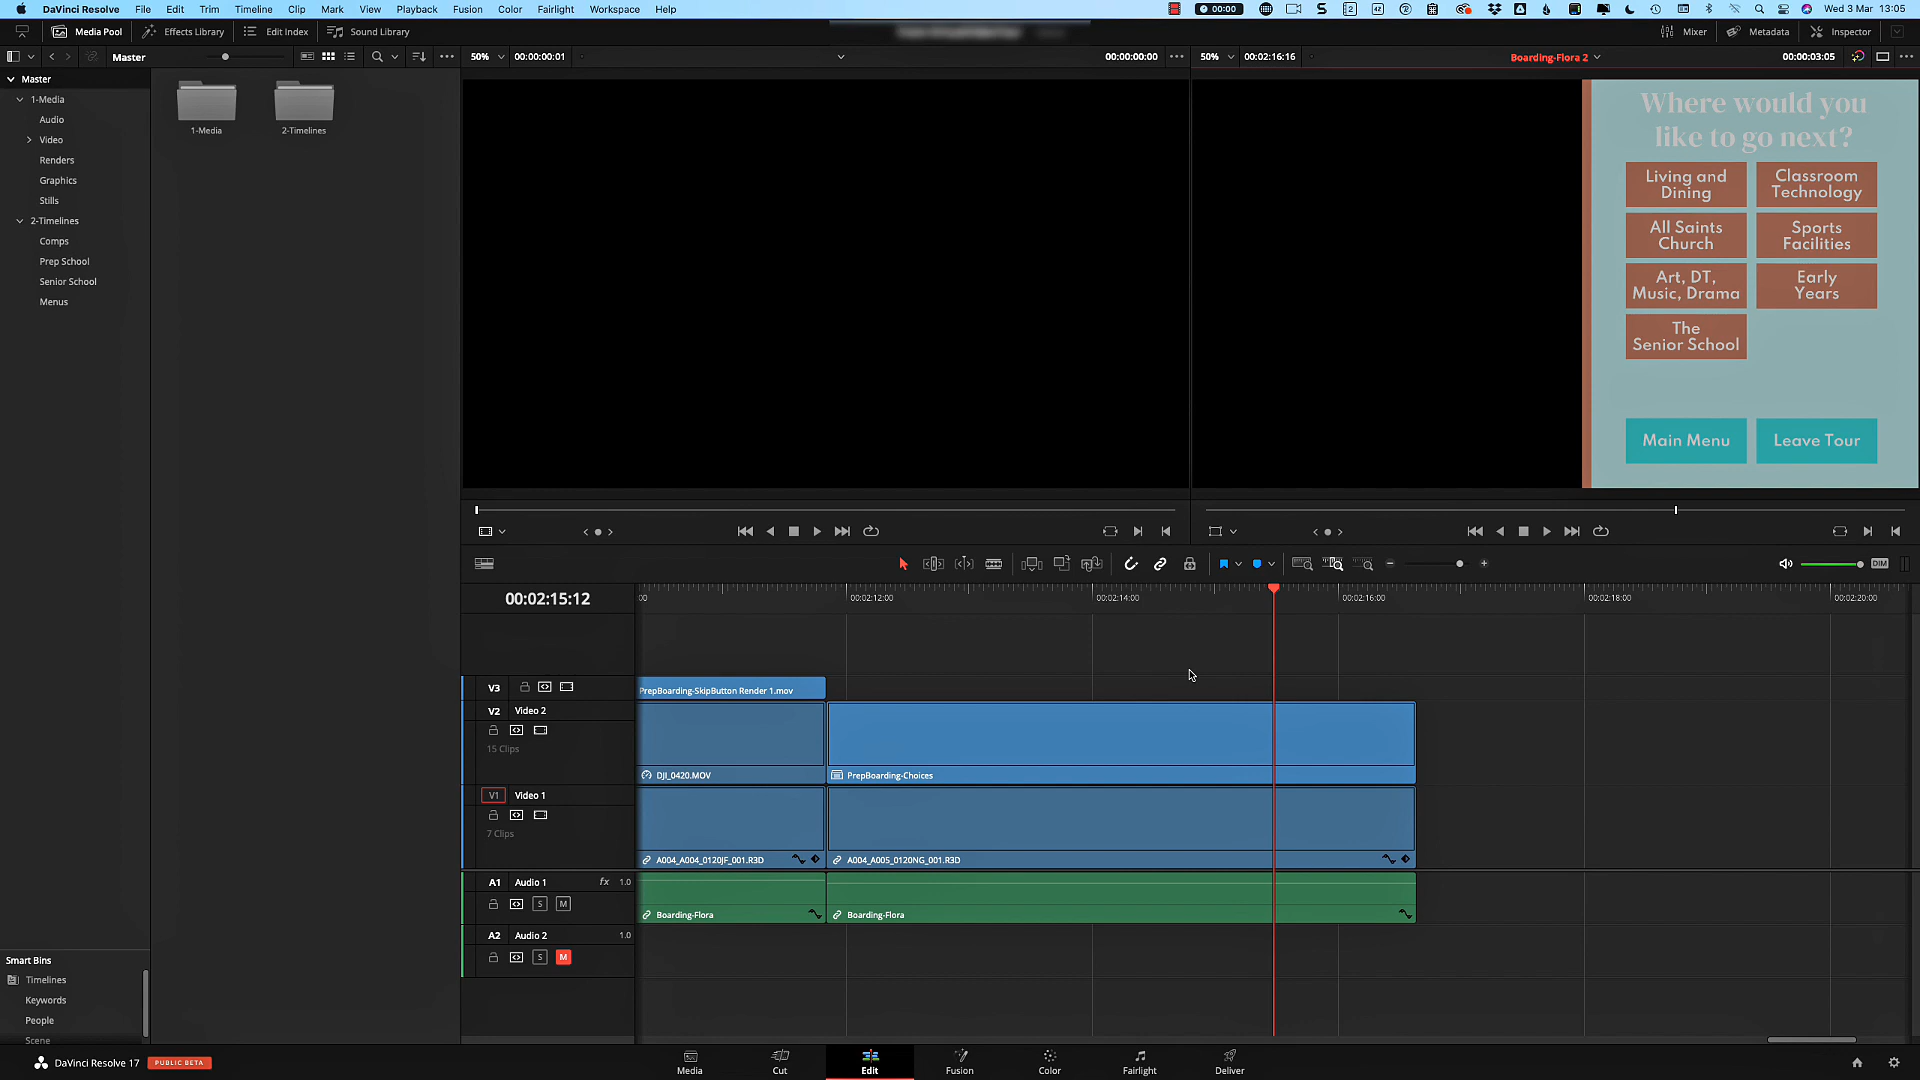 DaVinci Resolve File Edit Trim Timeline Clip Mark View Playback Fusion Color Fairlight Workspace Help 00:00 Wed 3 Mar 13:05
Media Pool Effects Library Edit Index Sound Library Mixer Metadata Inspector
Master 50% 00:00:00:01 00:00:00:00 50% 00:02:16:16 Boarding-Flora 2 00:00:03:05
Master
1-Media
Audio
Video
Renders
Graphics
Stills
2-Timelines
Comps
Prep School
Senior School
Menus
1-Media 2-Timelines
Where would you
like to go next?
Living and
Dining
Classroom
Technology
All Saints
Church
Sports
Facilities
Art, DT,
Music, Drama
Early
Years
The
Senior School
Main Menu Leave Tour
DIM
00:02:15:12
00 00:02:12:00 00:02:14:00 00:02:16:00 00:02:18:00 00:02:20:00
V3
PrepBoarding-SkipButton Render 1.mov
V2 Video 2
15 Clips
DJI_0420.MOV PrepBoarding-Choices
V1 Video 1
7 Clips
A004_A004_0120JF_001.R3D A004_A005_0120NG_001.R3D
A1 Audio 1 fx 1.0
S M
Boarding-Flora Boarding-Flora
A2 Audio 2 1.0
S M
Smart Bins
Timelines
Keywords
People
Scene
DaVinci Resolve 17 PUBLIC BETA
Media Cut Edit Fusion Color Fairlight Deliver